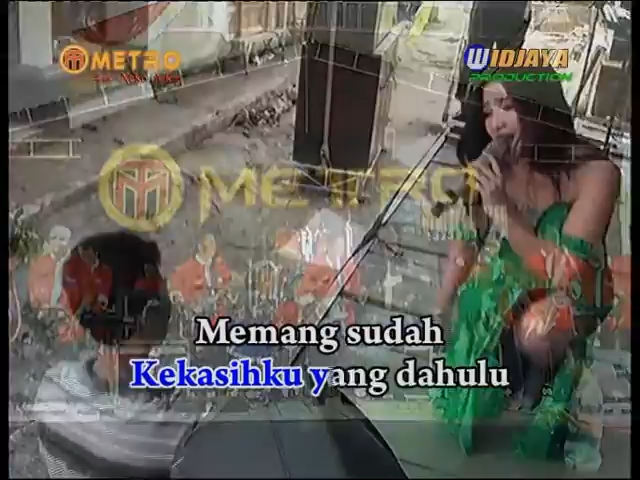 METRO
WIDJAYA
PRODUCTION
METRO
Memang sudah
Kekasihku yang dahulu